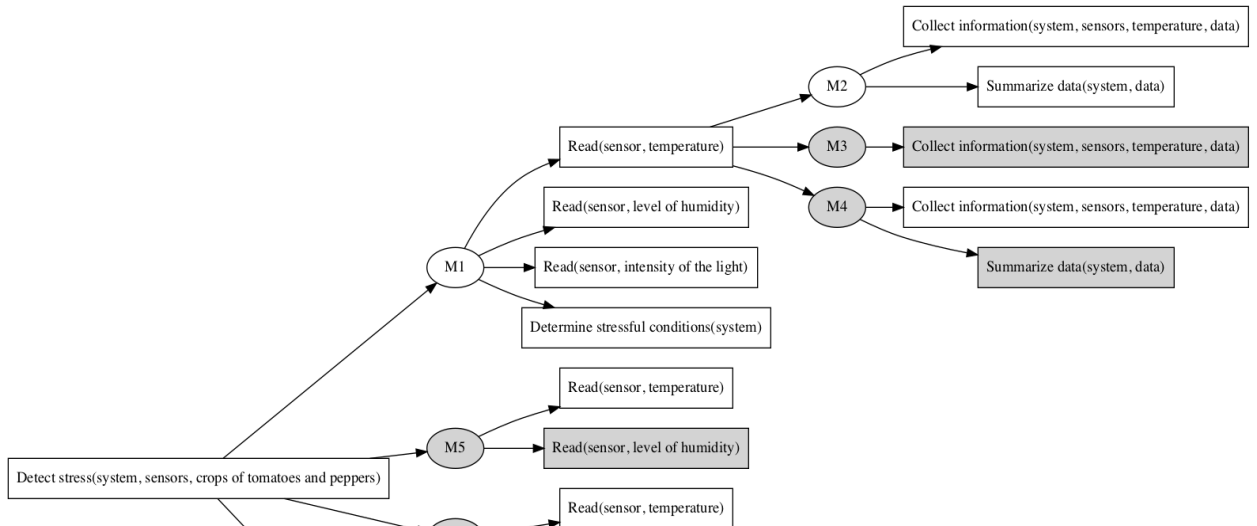 Collect information(system, sensors, temperature, data)
M2
Summarize data(system, data)
Read(sensor, temperature)
M3
Collect information(system, sensors, temperature, data)
M4
Collect information(system, sensors, temperature, data)
Read(sensor, level of humidity)
M1
Read(sensor, intensity of the light)
Summarize data(system, data)
Determine stressful conditions(system)
Read(sensor, temperature)
M5
Read(sensor, level of humidity)
Detect stress(system, sensors, crops of tomatoes and peppers)
Read(sensor, temperature)